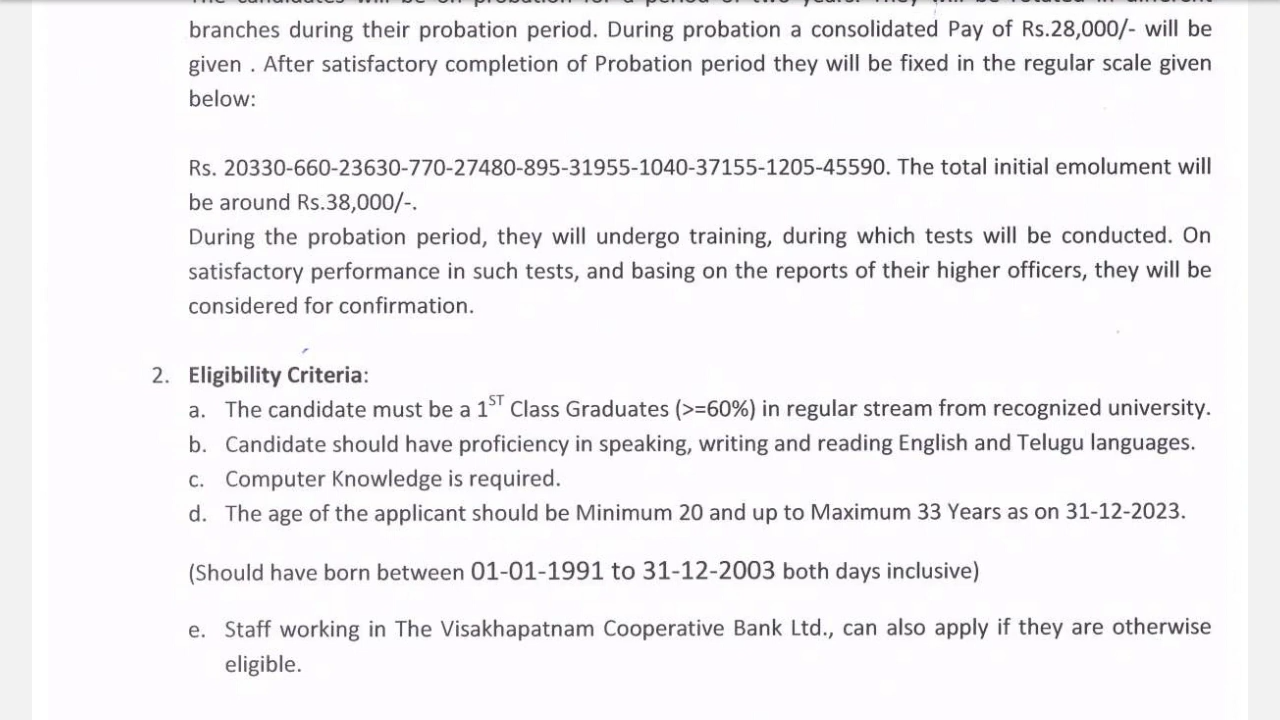 branches during their probation period. During probation a consolidated Pay of Rs.28,000/- will be
given . After satisfactory completion of Probation period they will be fixed in the regular scale given
below:
Rs. 20330-660-23630-770-27480-895-31955-1040-37155-1205-45590. The total initial emolument will
be around Rs.38,000/-.
During the probation period, they will undergo training, during which tests will be conducted. On
satisfactory performance in such tests, and basing on the reports of their higher officers, they will be
considered for confirmation.
2. Eligibility Criteria:
a. The candidate must be a 1ST Class Graduates (>=60%) in regular stream from recognized university.
b. Candidate should have proficiency in speaking, writing and reading English and Telugu languages.
c. Computer Knowledge is required.
d. The age of the applicant should be Minimum 20 and up to Maximum 33 Years as on 31-12-2023.
(Should have born between 01-01-1991 to 31-12-2003 both days inclusive)
e. Staff working in The Visakhapatnam Cooperative Bank Ltd., can also apply if they are otherwise
eligible.